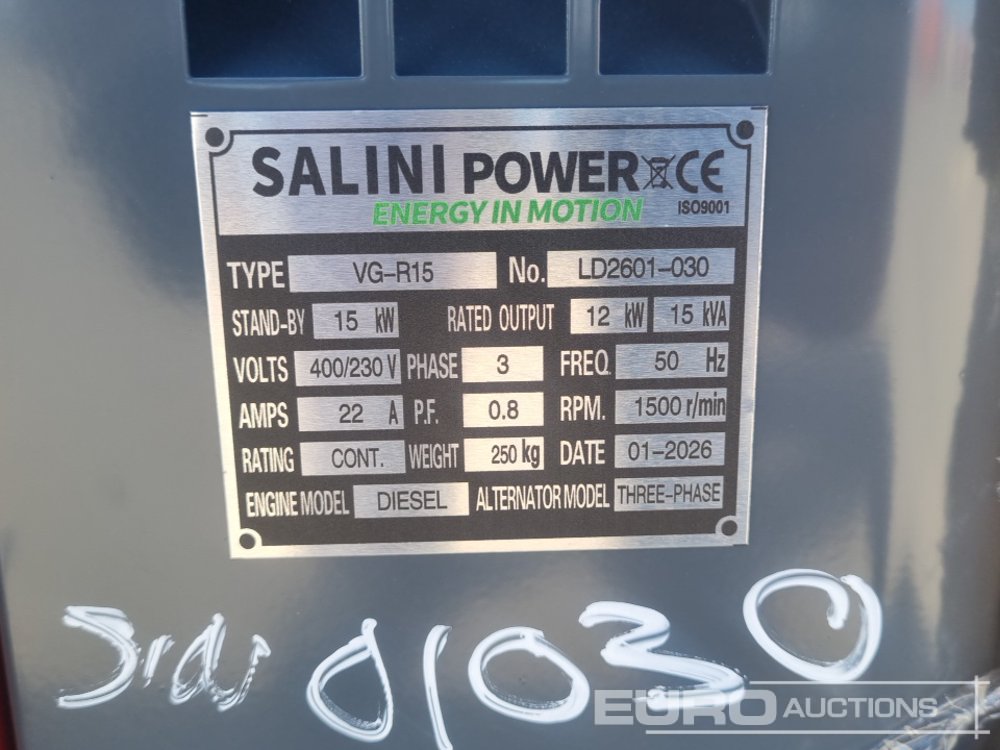 SALINI POWER CE
ENERGY IN MOTION ISO9001
TYPE VG-R15 No. LD2601-030
STAND-BY 15 kW RATED OUTPUT 12 kW 15 kVA
VOLTS 400/230 V PHASE 3 FREQ. 50 Hz
AMPS 22 A P.F. 0.8 RPM. 1500 r/min
RATING CONT. WEIGHT 250 kg DATE 01-2026
ENGINE MODEL DIESEL ALTERNATOR MODEL THREE-PHASE
01030
EURO AUCTIONS